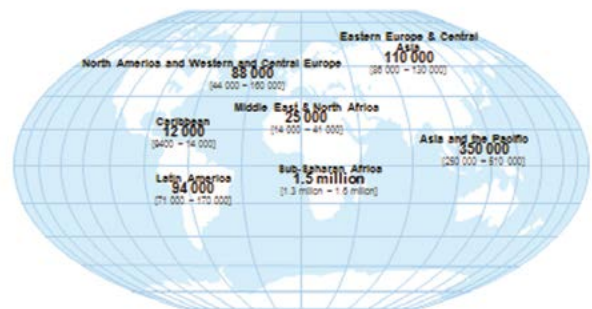 Eastern Europe & Central
Asia
110 000
[86 000 – 130 000]
North America and Western and Central Europe
88 000
[44 000 – 160 000]
Middle East & North Africa
25 000
[14 000 – 41 000]
Caribbean
12 000
[9400 – 14 000]
Asia and the Pacific
350 000
[250 000 – 510 000]
Sub-Saharan Africa
1.5 million
[1.3 million – 1.6 million]
Latin America
94 000
[71 000 – 170 000]